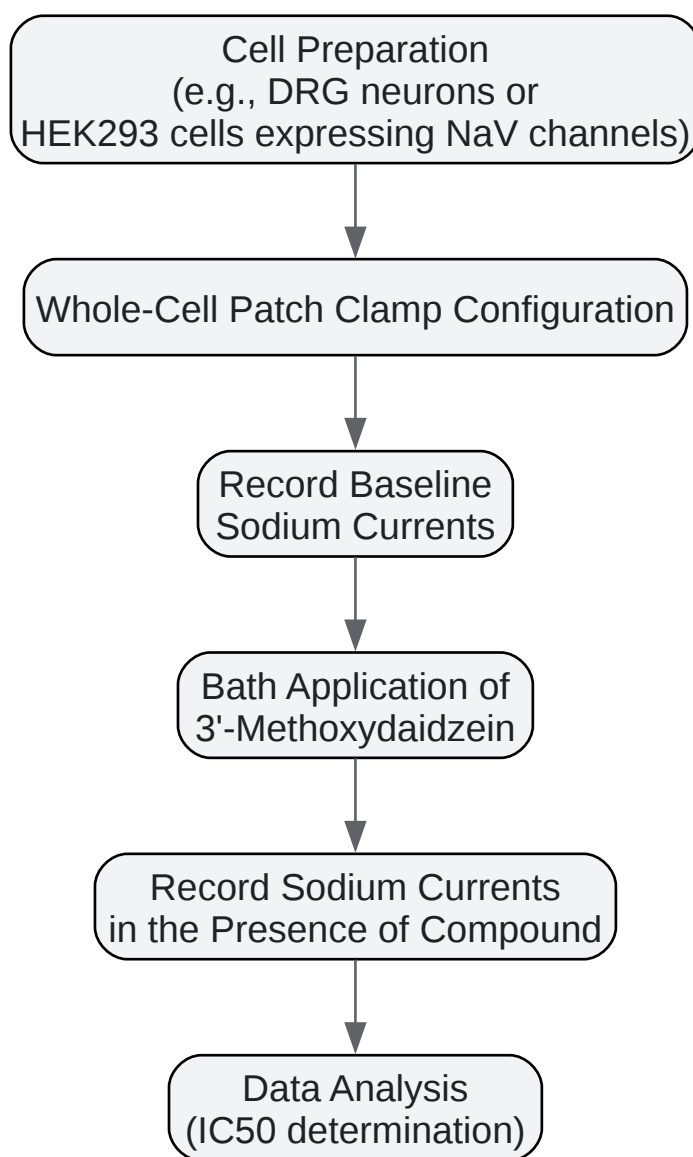 Cell Preparation
(e.g., DRG neurons or
HEK293 cells expressing NaV channels)
Whole-Cell Patch Clamp Configuration
Record Baseline
Sodium Currents
Bath Application of
3'-Methoxydaidzein
Record Sodium Currents
in the Presence of Compound
Data Analysis
(IC50 determination)